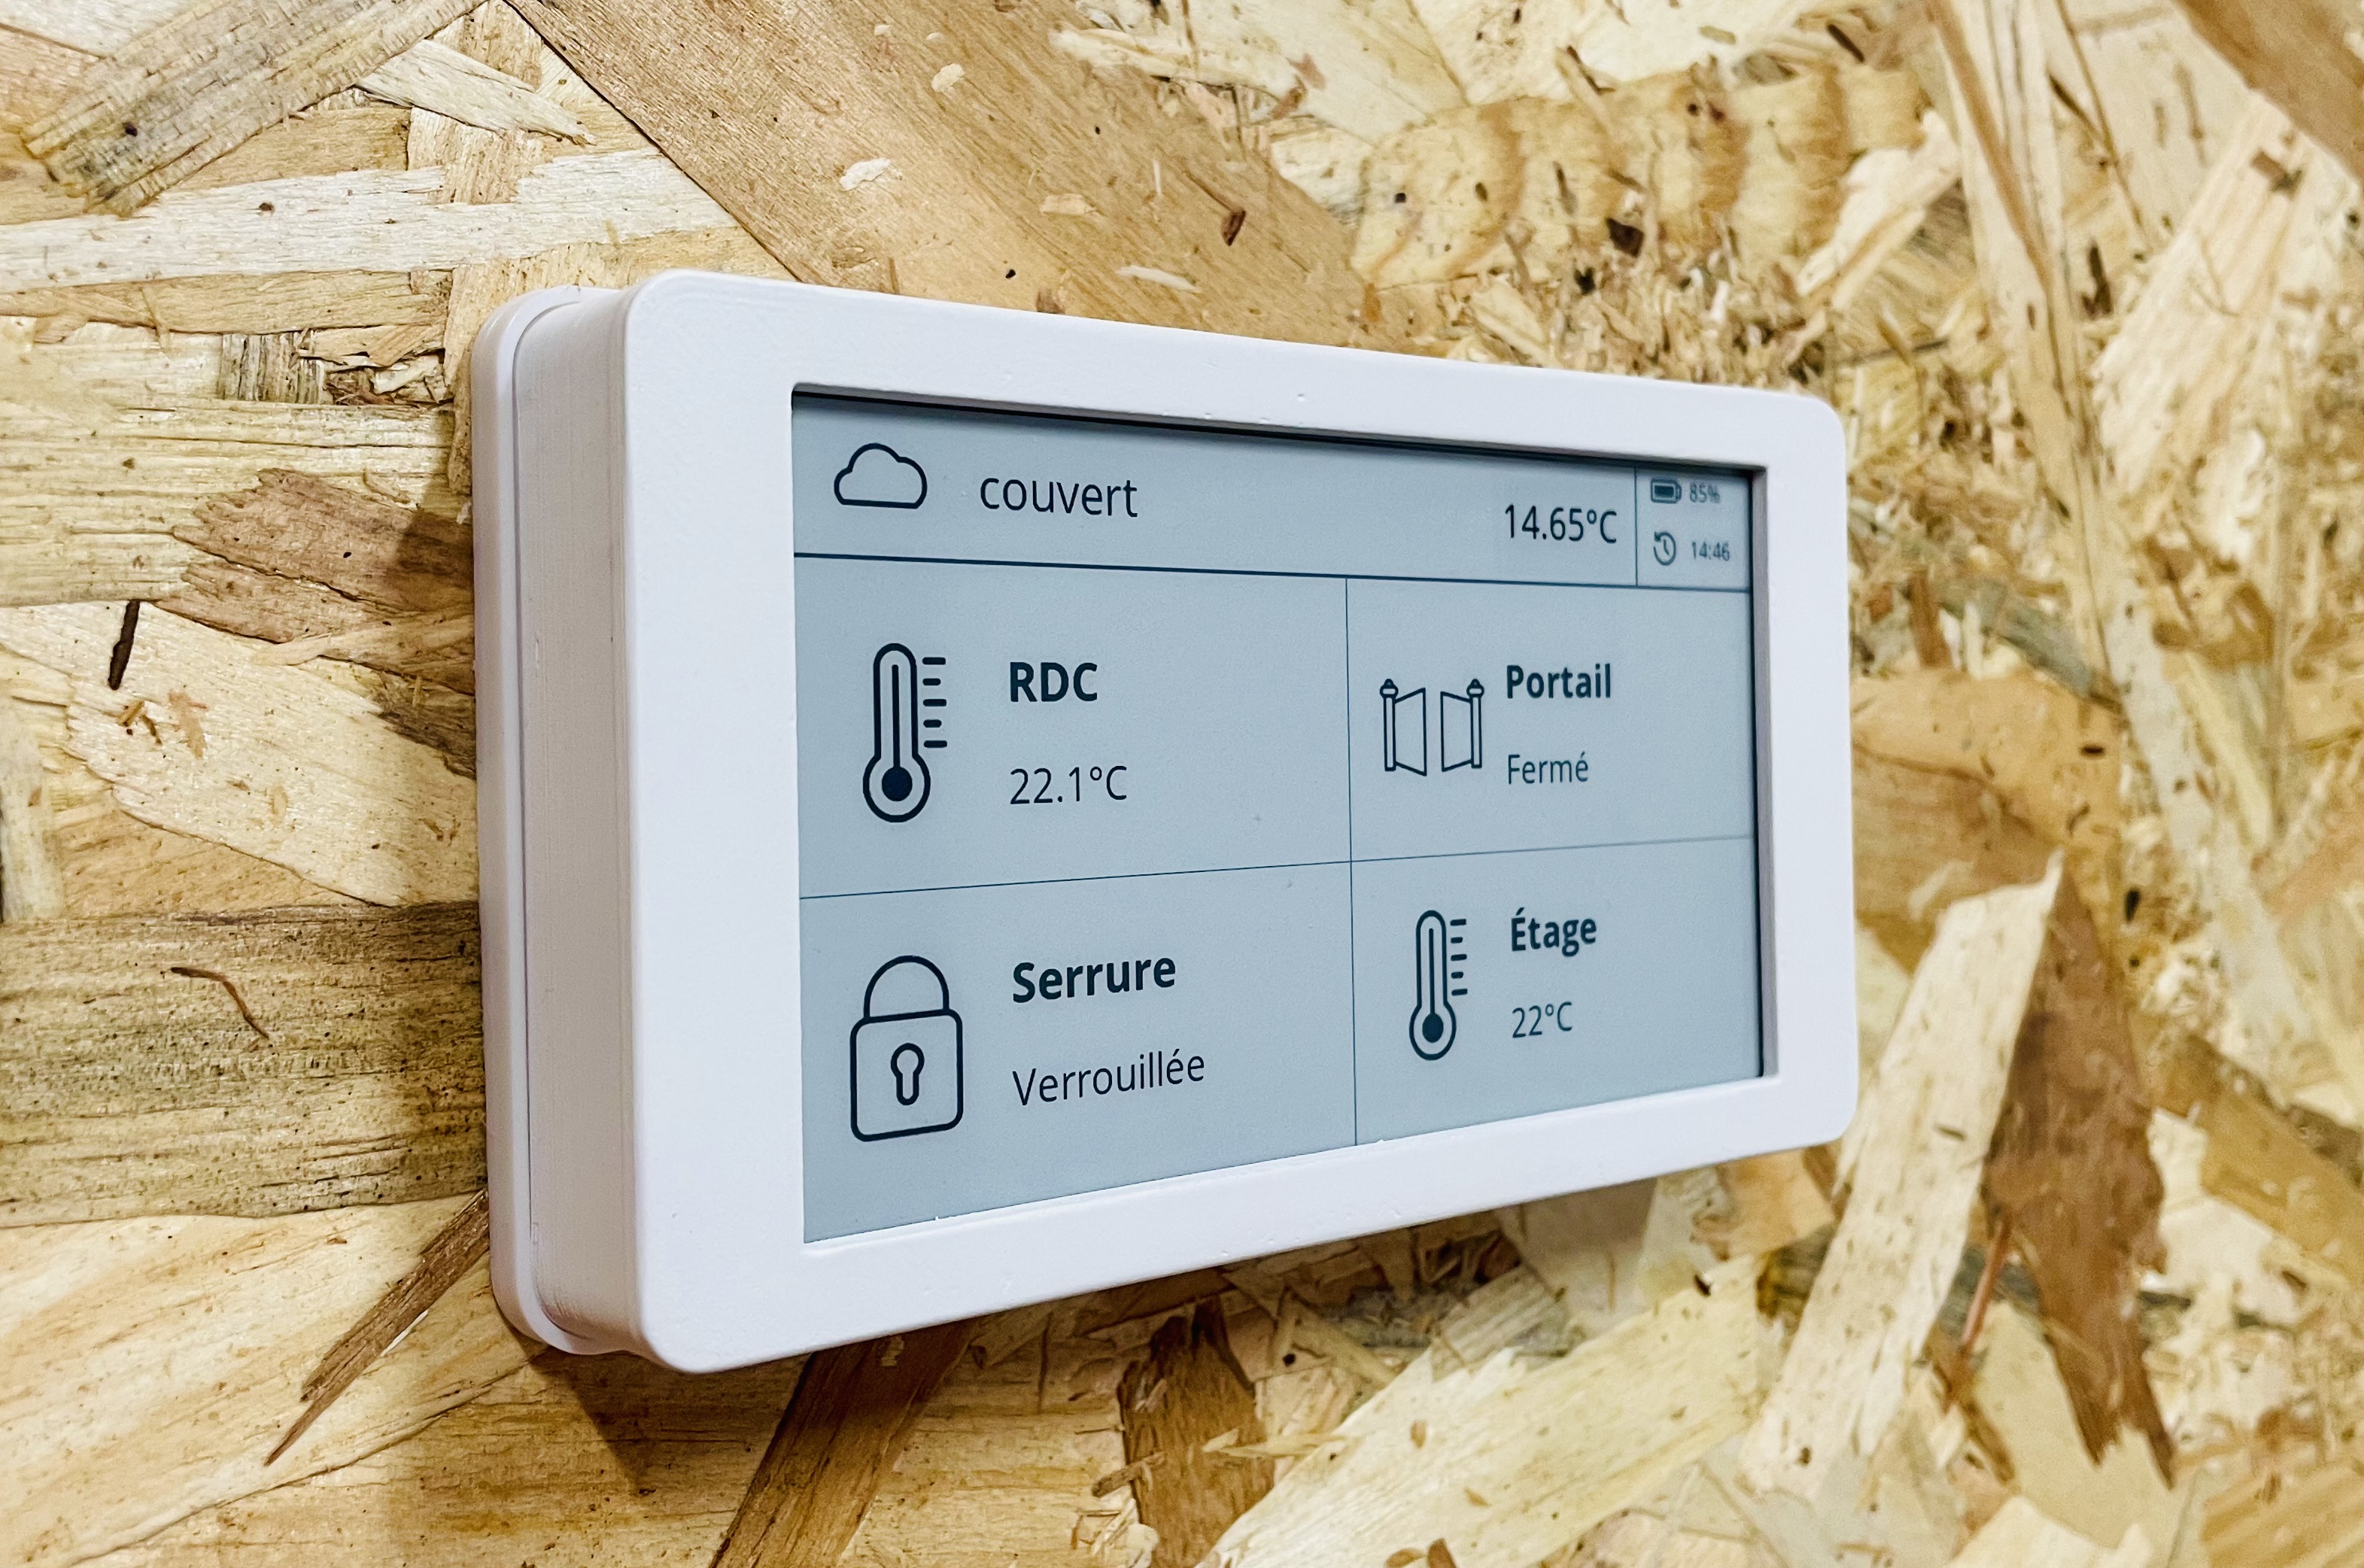 couvert
14.65°C
85%
14:46
RDC
22.1°C
Portail
Fermé
Serrure
Verrouillée
Étage
22°C